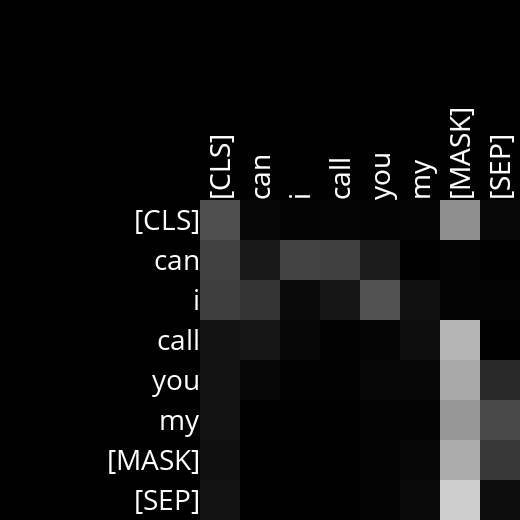 [CLS] can i call you my [MASK] [SEP]
[CLS]
can
i
call
you
my
[MASK]
[SEP]